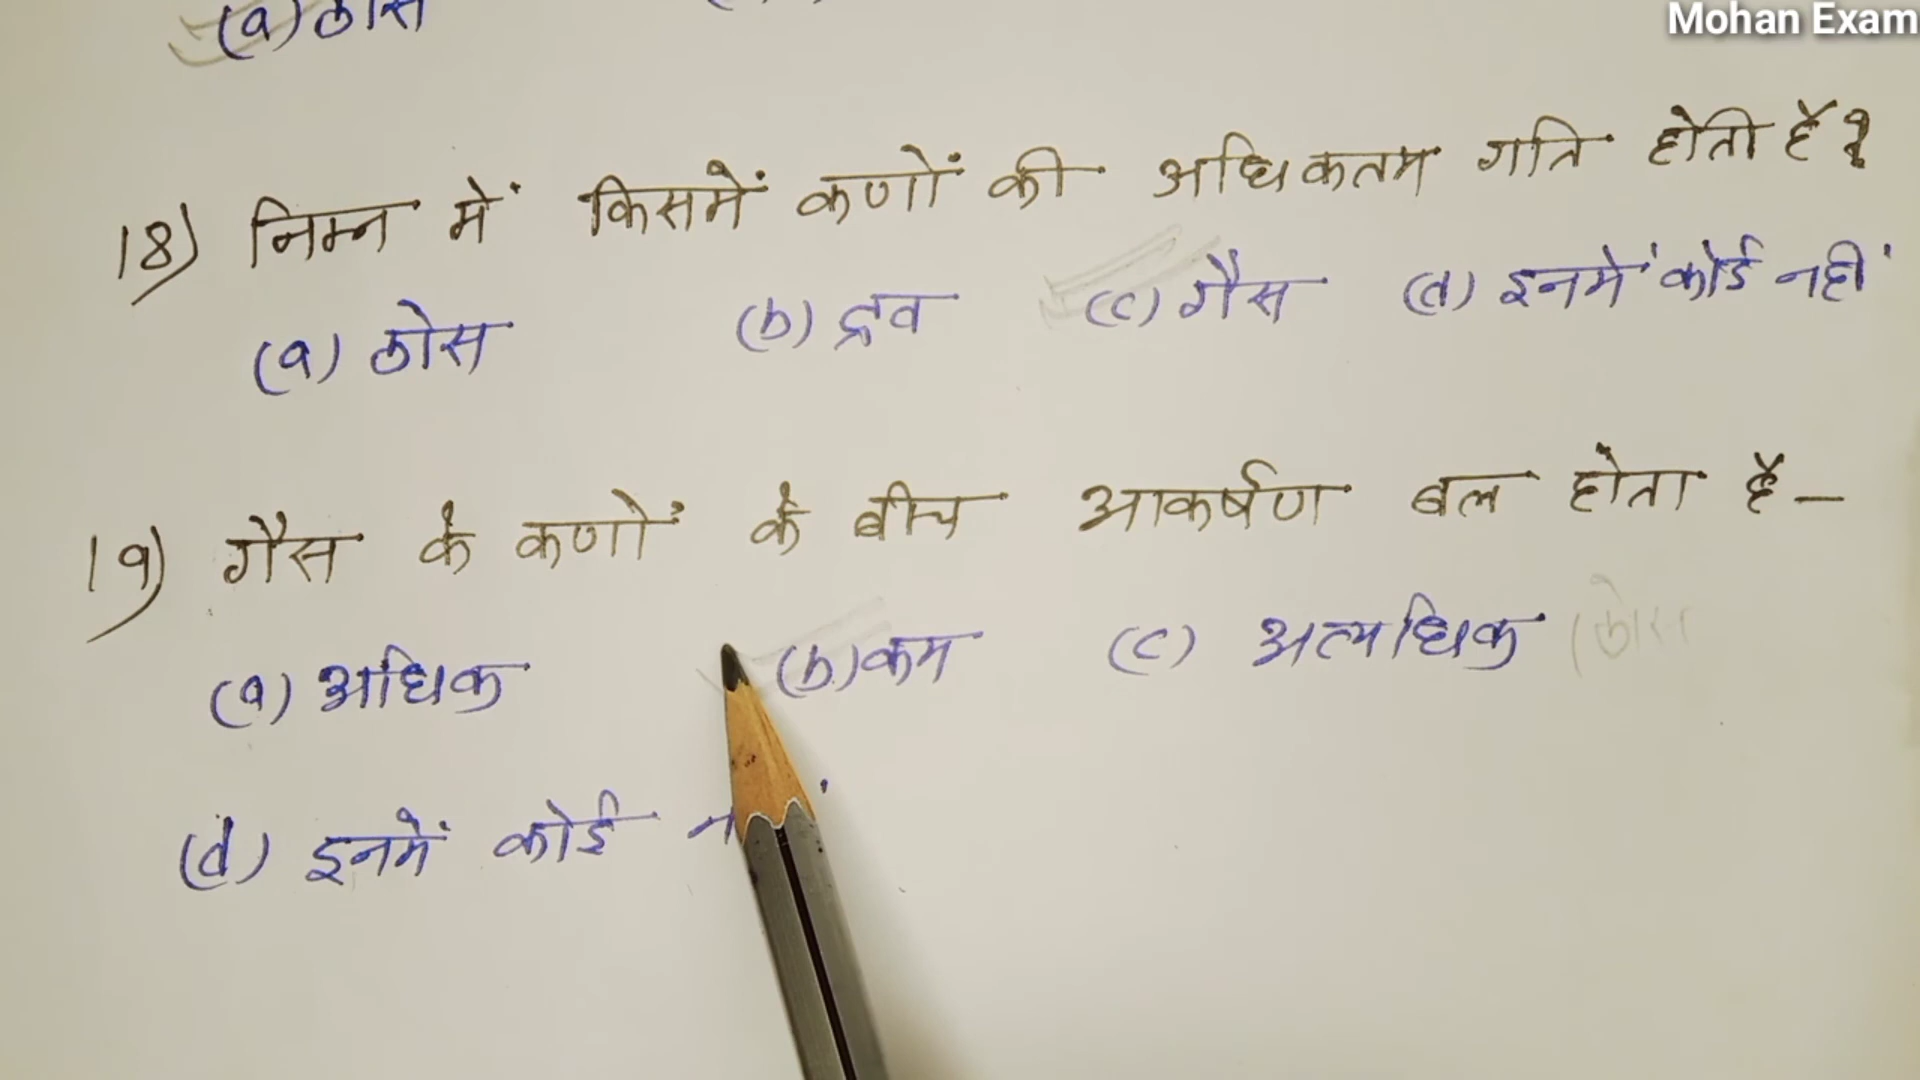 Mohan Exam
(a) ठोस
18) निम्न में किसमें कणों की अधिकतम गति होती है ?
(a) ठोस (b) द्रव (c) गैस (d) इनमें कोई नहीं
19) गैस के कणों के बीच आकर्षण बल होता है –
(a) अधिक (b) कम (c) अत्यधिक (ठोस
(d) इनमें कोई